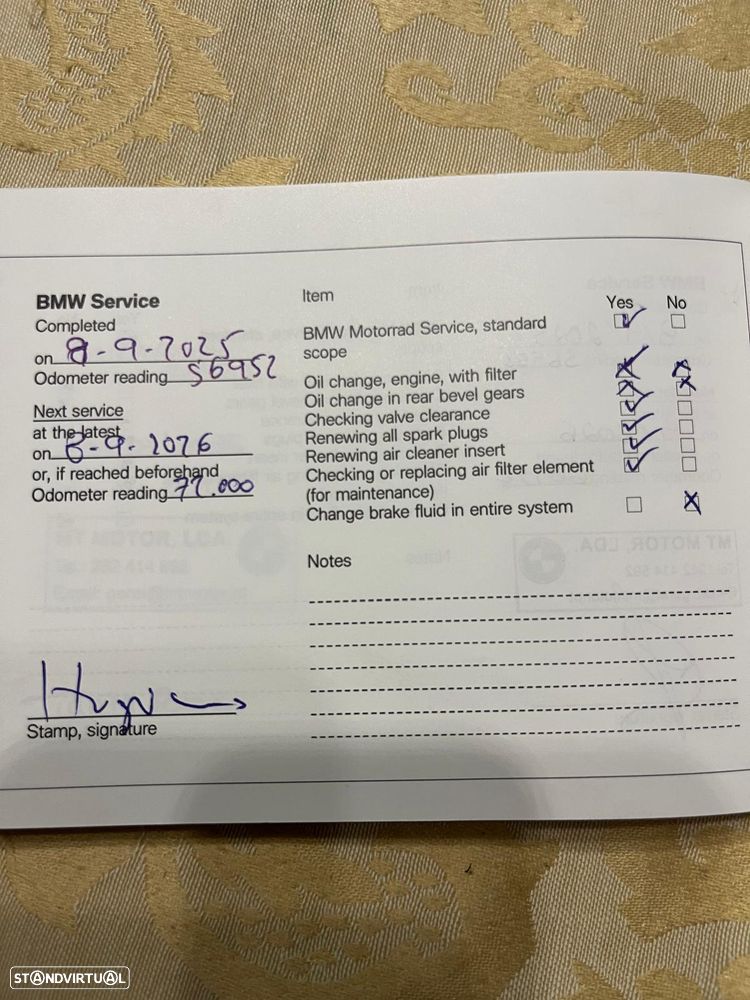 BMW Service
Completed
on 8-9-2025
Odometer reading 56952
Next service
at the latest
on 8-9-2026
or, if reached beforehand
Odometer reading 77.000
Stamp, signature
Item Yes No
BMW Motorrad Service, standard
scope
Oil change, engine, with filter
Oil change in rear bevel gears
Checking valve clearance
Renewing all spark plugs
Renewing air cleaner insert
Checking or replacing air filter element
(for maintenance)
Change brake fluid in entire system
Notes
STANDVIRTUAL